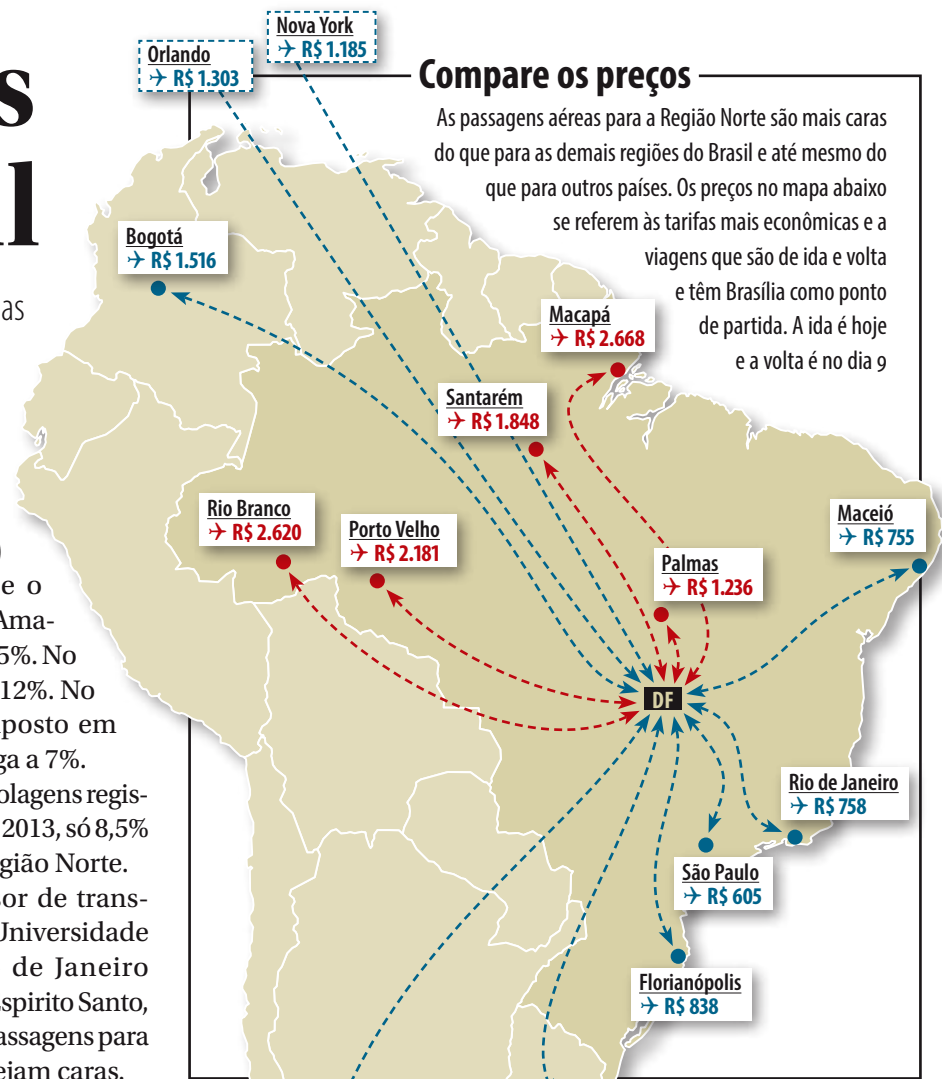 s
l
as
Orlando
R$ 1.303
Nova York
R$ 1.185
Compare os preços
As passagens aéreas para a Região Norte são mais caras
do que para as demais regiões do Brasil e até mesmo do
que para outros países. Os preços no mapa abaixo
se referem às tarifas mais econômicas e a
viagens que são de ida e volta
e têm Brasília como ponto
de partida. A ida é hoje
e a volta é no dia 9
Bogotá
R$ 1.516
Macapá
R$ 2.668
Santarém
R$ 1.848
Rio Branco
R$ 2.620
Porto Velho
R$ 2.181
Maceió
R$ 755
Palmas
R$ 1.236
DF
Rio de Janeiro
R$ 758
São Paulo
R$ 605
Florianópolis
R$ 838
)
e o
Ama-
5%. No
12%. No
posto em
ga a 7%.
olagens regis-
2013, só 8,5%
gião Norte.
sor de trans-
Universidade
de Janeiro
Espirito Santo,
assagens para
ejam caras.